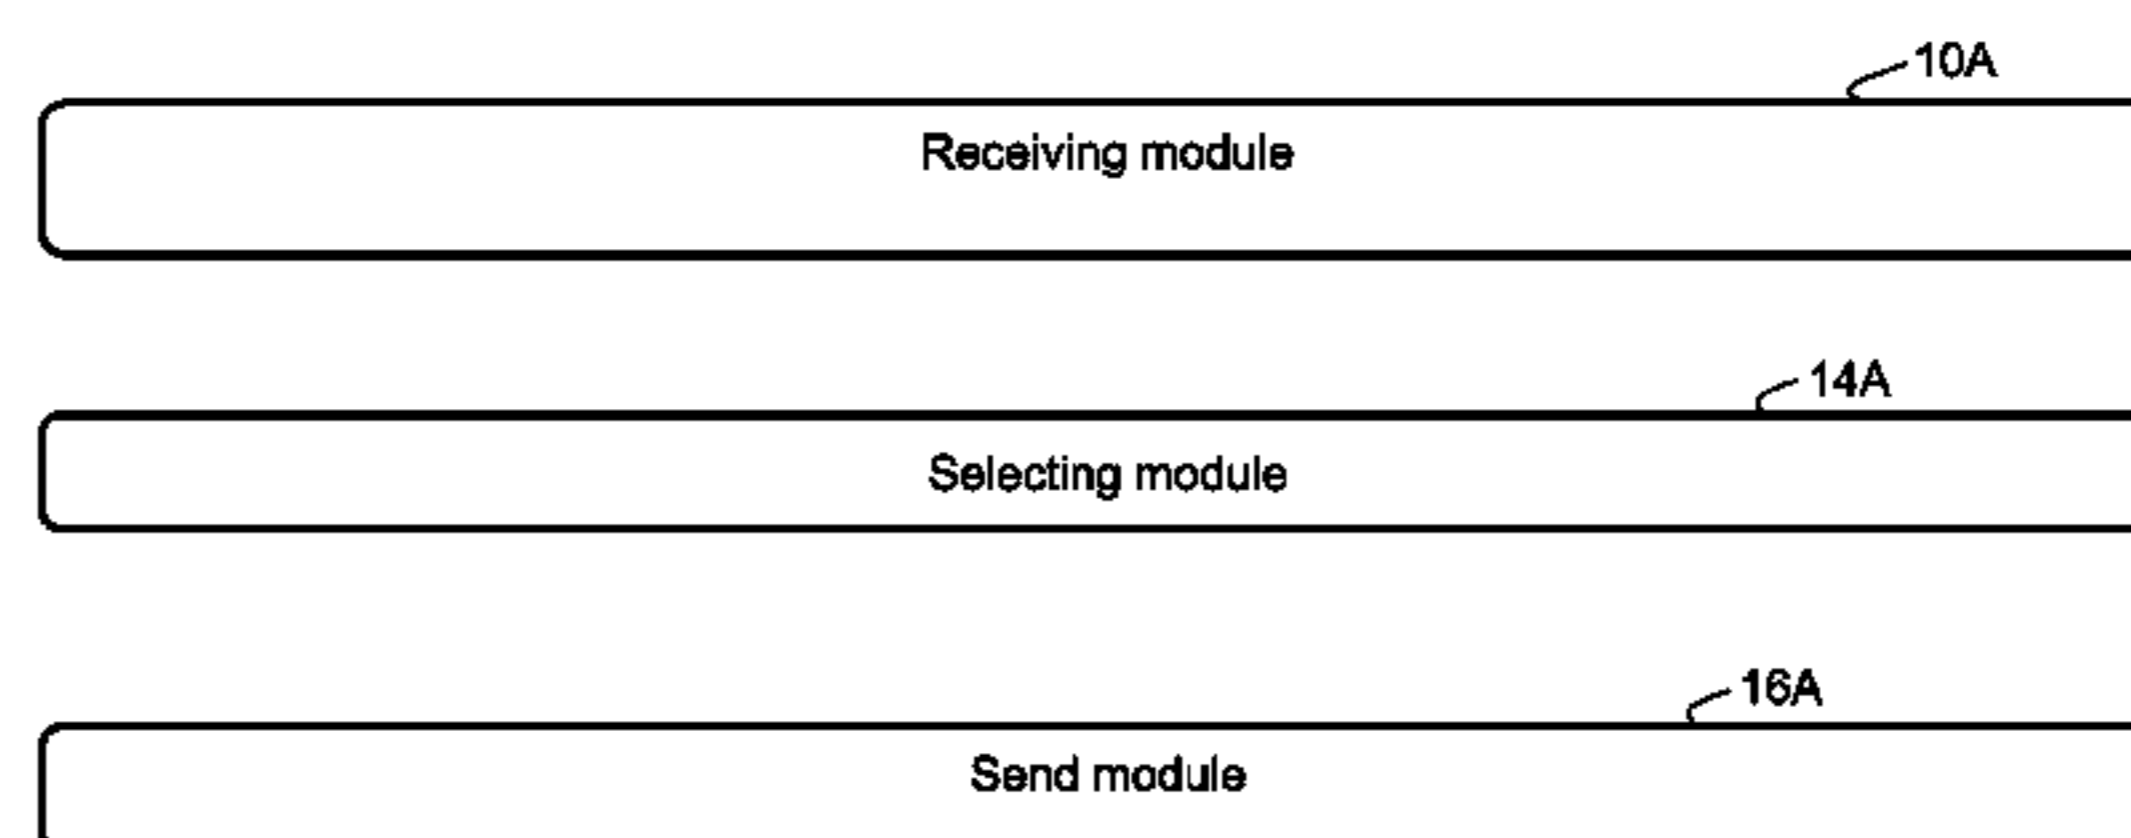 10A
Receiving module
14A
Selecting module
16A
Send module